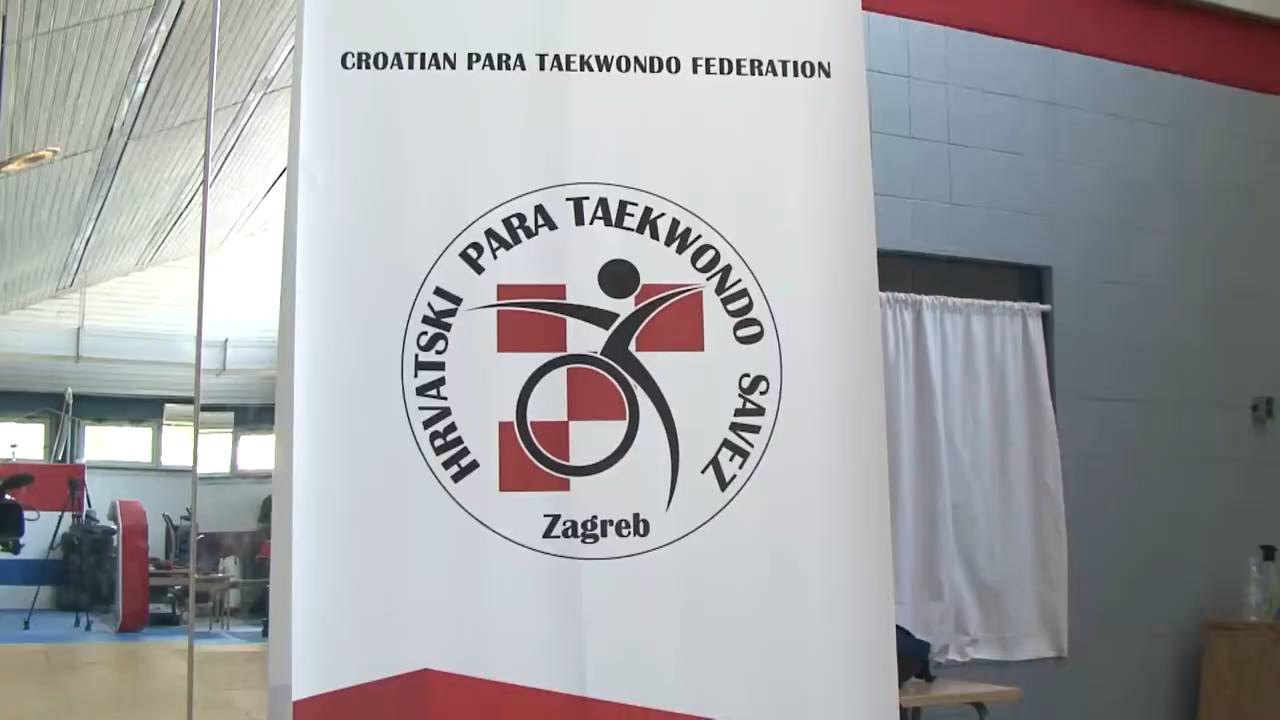 CROATIAN PARA TAEKWONDO FEDERATION
HRVATSKI PARA TAEKWONDO SAVEZ
Zagreb